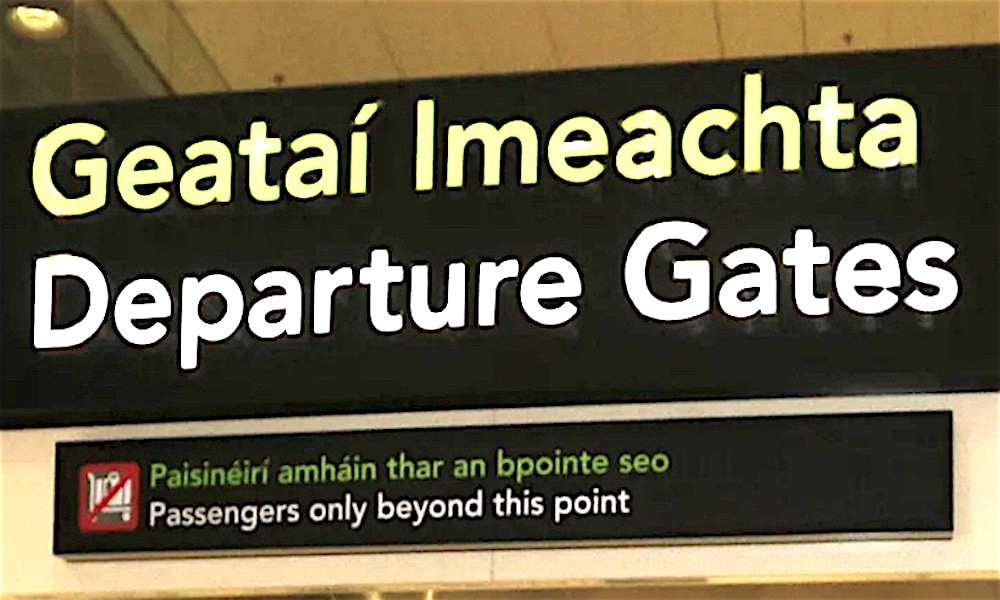 Geataí Imeachta
Departure Gates
Paisinéirí amháin thar an bpointe seo
Passengers only beyond this point